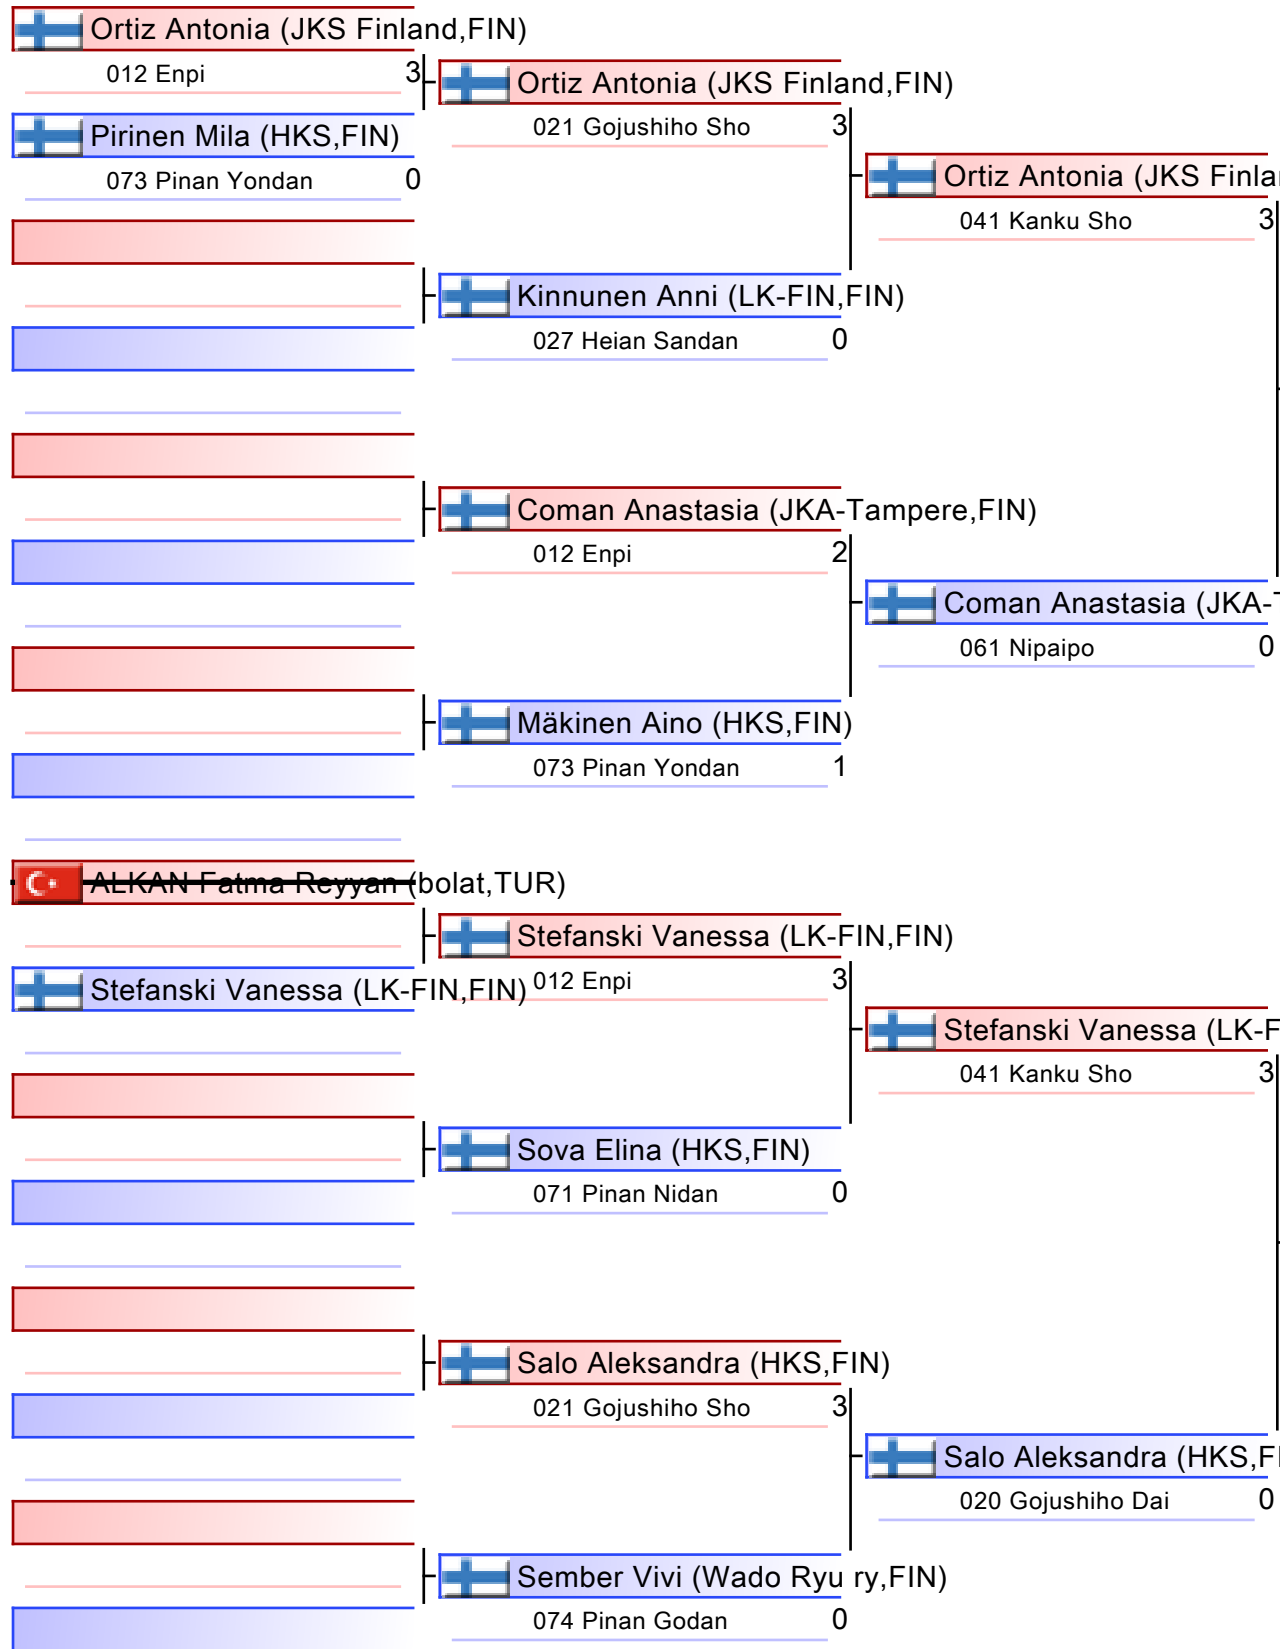 Ortiz Antonia (JKS Finland,FIN)
012 Enpi 3
Pirinen Mila (HKS,FIN)
073 Pinan Yondan 0
ALKAN Fatma Reyyan (bolat,TUR)
Stefanski Vanessa (LK-FIN,FIN)
Ortiz Antonia (JKS Finland,FIN)
021 Gojushiho Sho 3
Kinnunen Anni (LK-FIN,FIN)
027 Heian Sandan 0
Coman Anastasia (JKA-Tampere,FIN)
012 Enpi 2
Mäkinen Aino (HKS,FIN)
073 Pinan Yondan 1
Stefanski Vanessa (LK-FIN,FIN)
012 Enpi 3
Sova Elina (HKS,FIN)
071 Pinan Nidan 0
Salo Aleksandra (HKS,FIN)
021 Gojushiho Sho 3
Sember Vivi (Wado Ryu ry,FIN)
074 Pinan Godan 0
Ortiz Antonia (JKS Finla
041 Kanku Sho 3
Coman Anastasia (JKA-
061 Nipaipo 0
Stefanski Vanessa (LK-F
041 Kanku Sho 3
Salo Aleksandra (HKS,F
020 Gojushiho Dai 0